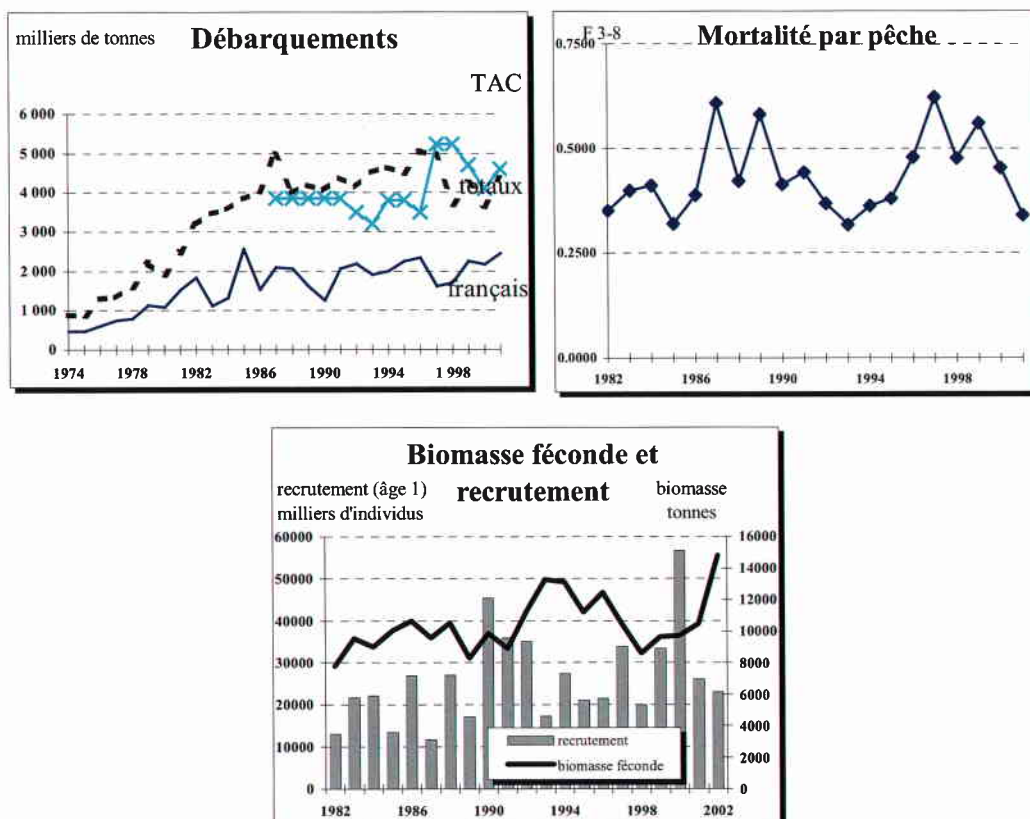 milliers de tonnes
Débarquements
TAC
6 000
5 000
4 000
3 000
2 000
1 000
0
totaux
français
1974 1978 1982 1986 1990 1994 1 998
F 3-8
Mortalité par pêche
0.7500
0.5000
0.2500
0.0000
1982 1986 1990 1994 1998
Biomasse féconde et
recrutement
recrutement (âge 1)
milliers d'individus
biomasse
tonnes
60000
50000
40000
30000
20000
10000
0
16000
14000
12000
10000
8000
6000
4000
2000
0
recrutement
biomasse féconde
1982 1986 1990 1994 1998 2002